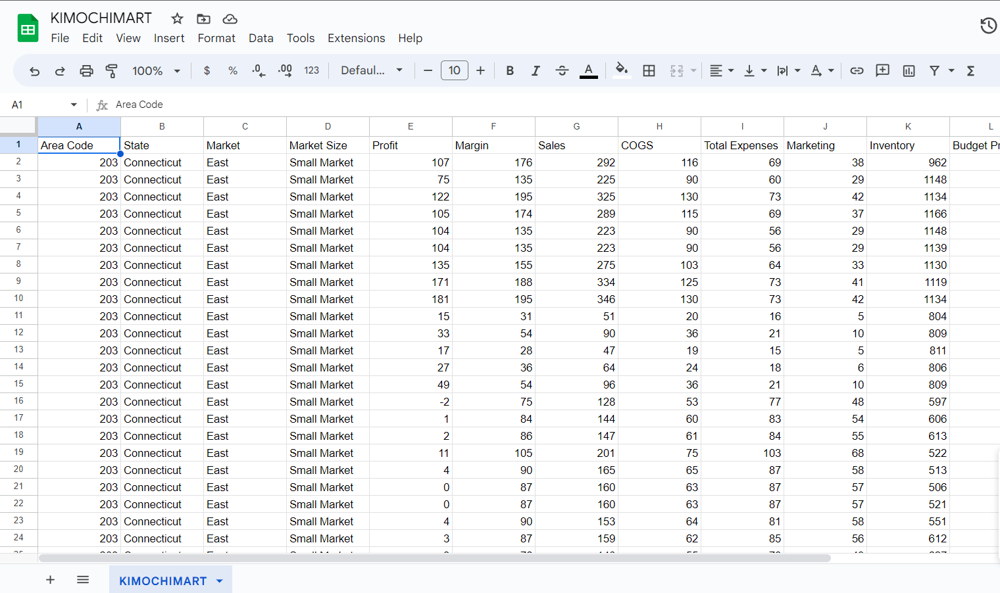 KIMOCHIMART
File Edit View Insert Format Data Tools Extensions Help
100% $ % .0 .00 123 Defaul... 10 B I A A Σ
A1 fx Area Code
A B C D E F G H I J K L
1 Area Code State Market Market Size Profit Margin Sales COGS Total Expenses Marketing Inventory Budget Pr
2 203 Connecticut East Small Market 107 176 292 116 69 38 962
3 203 Connecticut East Small Market 75 135 225 90 60 29 1148
4 203 Connecticut East Small Market 122 195 325 130 73 42 1134
5 203 Connecticut East Small Market 105 174 289 115 69 37 1166
6 203 Connecticut East Small Market 104 135 223 90 56 29 1148
7 203 Connecticut East Small Market 104 135 223 90 56 29 1139
8 203 Connecticut East Small Market 135 155 275 103 64 33 1130
9 203 Connecticut East Small Market 171 188 334 125 73 41 1119
10 203 Connecticut East Small Market 181 195 346 130 73 42 1134
11 203 Connecticut East Small Market 15 31 51 20 16 5 804
12 203 Connecticut East Small Market 33 54 90 36 21 10 809
13 203 Connecticut East Small Market 17 28 47 19 15 5 811
14 203 Connecticut East Small Market 27 36 64 24 18 6 806
15 203 Connecticut East Small Market 49 54 96 36 21 10 809
16 203 Connecticut East Small Market -2 75 128 53 77 48 597
17 203 Connecticut East Small Market 1 84 144 60 83 54 606
18 203 Connecticut East Small Market 2 86 147 61 84 55 613
19 203 Connecticut East Small Market 11 105 201 75 103 68 522
20 203 Connecticut East Small Market 4 90 165 65 87 58 513
21 203 Connecticut East Small Market 0 87 160 63 87 57 506
22 203 Connecticut East Small Market 0 87 160 63 87 57 521
23 203 Connecticut East Small Market 4 90 153 64 81 58 551
24 203 Connecticut East Small Market 3 87 159 62 85 56 612
KIMOCHIMART